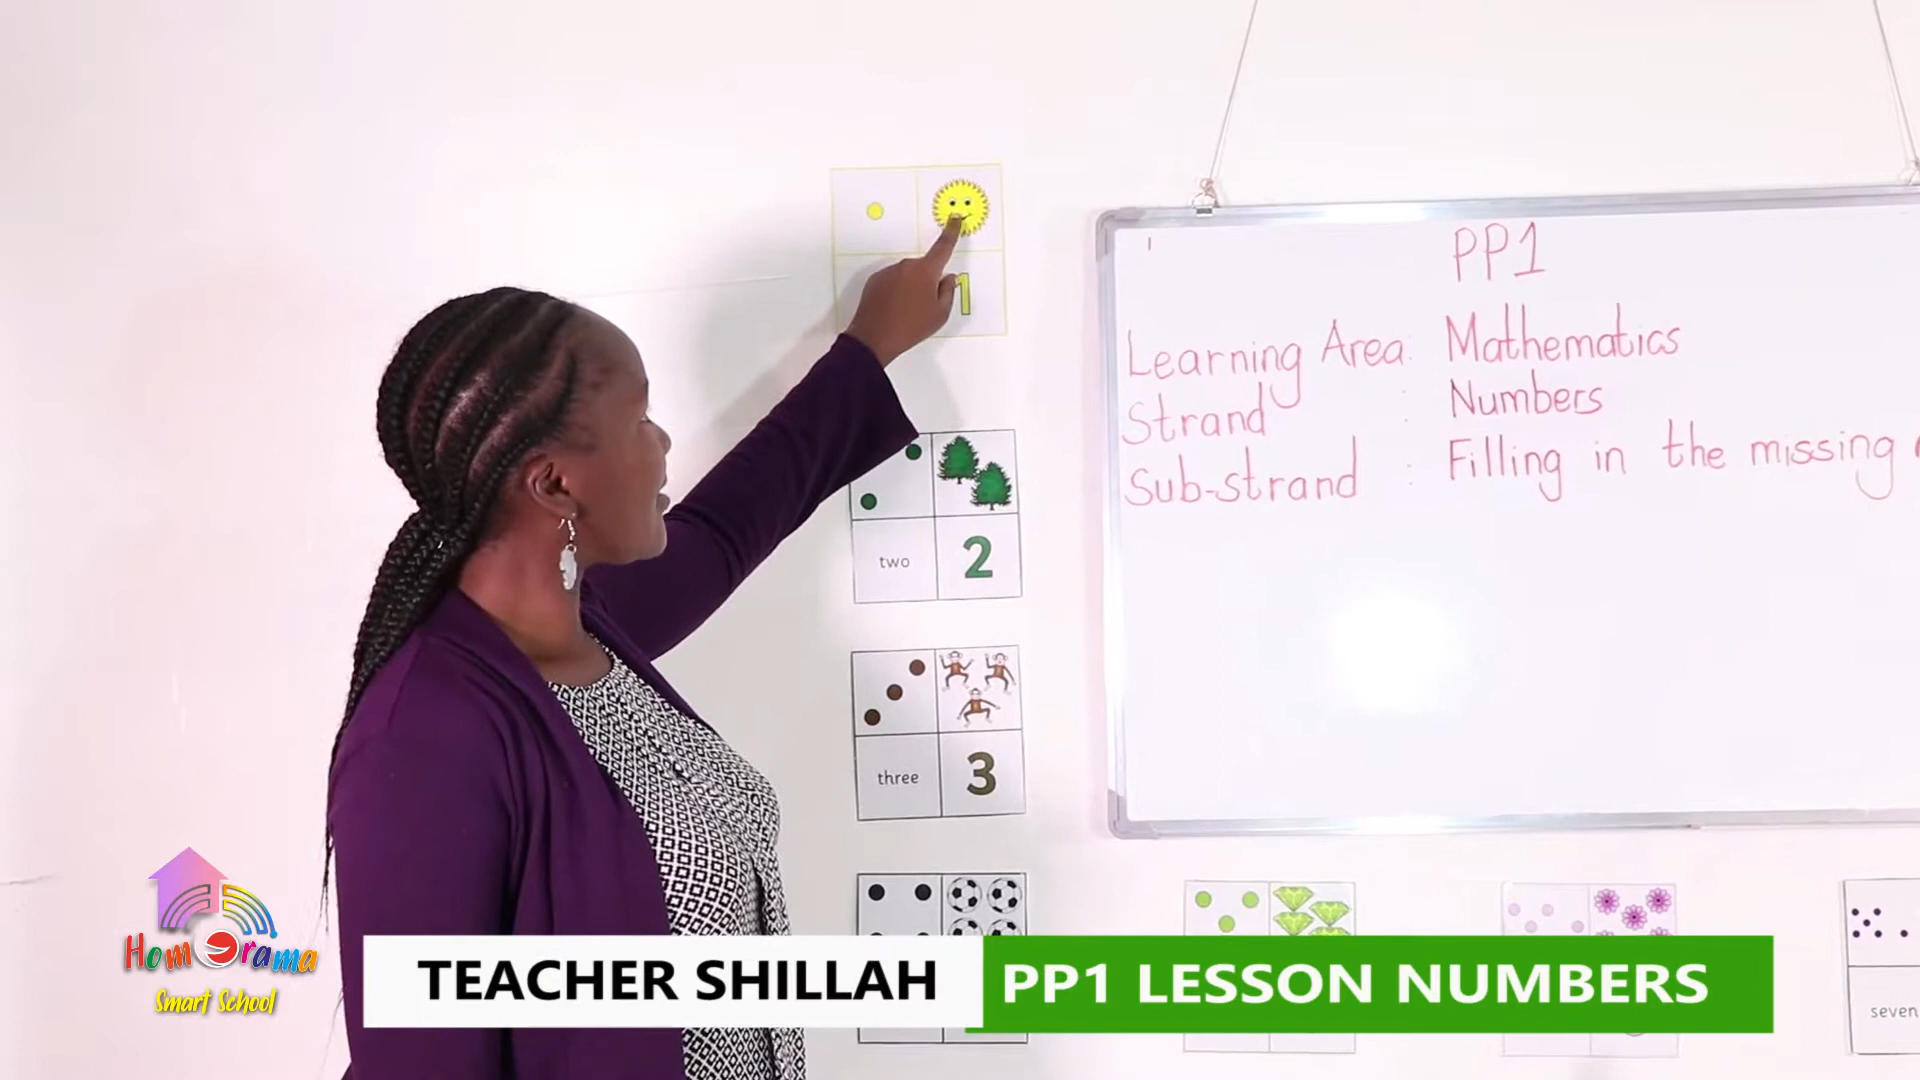 1
two
2
three
3
PP1
Learning Area: Mathematics
Strand : Numbers
Sub-strand : Filling in the missing
seven
HomOrama
Smart School
TEACHER SHILLAH
PP1 LESSON NUMBERS